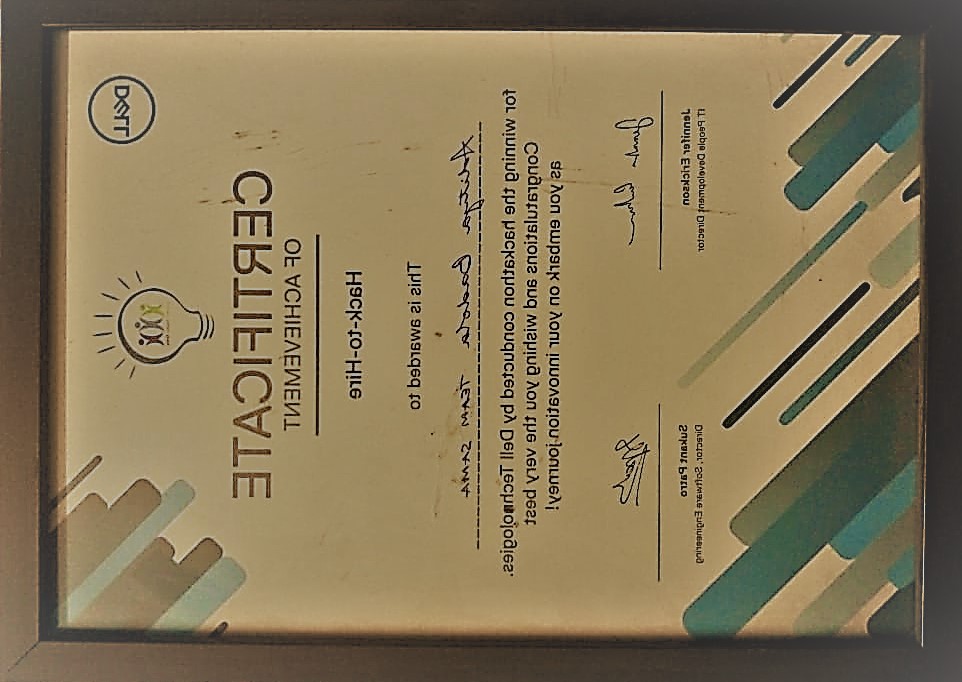 DELL
CERTIFICATE
OF ACHIEVEMENT
Hack-to-Hire
This is awarded to
TEAM
for winning the hackathon conducted by Dell Technologies.
Congratulations and wishing you the very best
as you embark on your innovation journey!
Jennifer Erickson
IT People Development Director
Sukant Patro
Director, Software Engineering